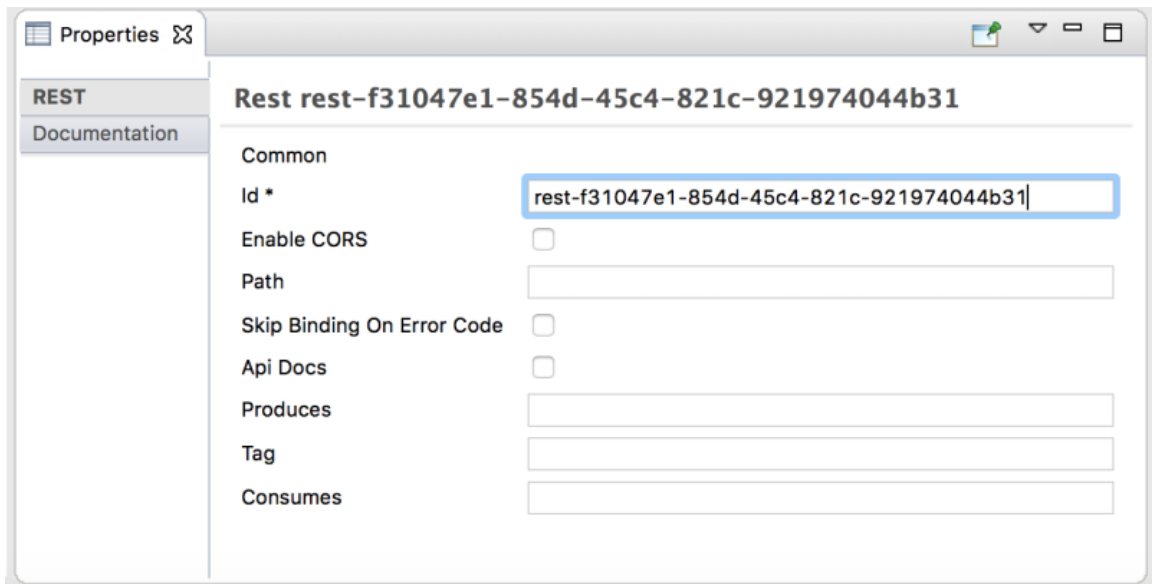 Properties
REST
Documentation
Rest rest-f31047e1-854d-45c4-821c-921974044b31
Common
Id * rest-f31047e1-854d-45c4-821c-921974044b31
Enable CORS
Path
Skip Binding On Error Code
Api Docs
Produces
Tag
Consumes